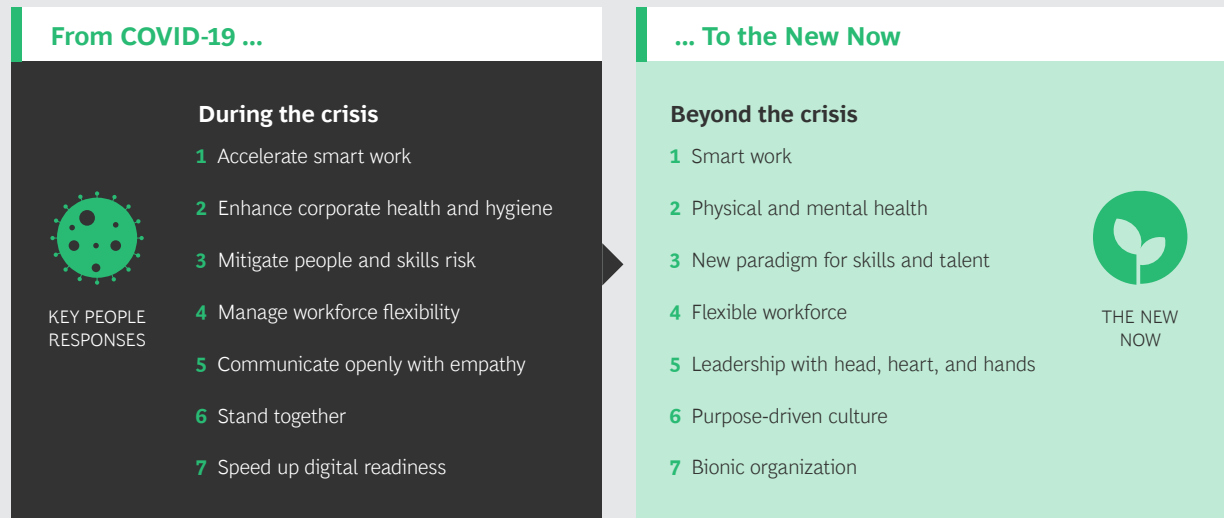 From COVID-19 ...
During the crisis
1 Accelerate smart work
2 Enhance corporate health and hygiene
3 Mitigate people and skills risk
4 Manage workforce flexibility
5 Communicate openly with empathy
6 Stand together
7 Speed up digital readiness
KEY PEOPLE
RESPONSES
... To the New Now
Beyond the crisis
1 Smart work
2 Physical and mental health
3 New paradigm for skills and talent
4 Flexible workforce
5 Leadership with head, heart, and hands
6 Purpose-driven culture
7 Bionic organization
THE NEW
NOW